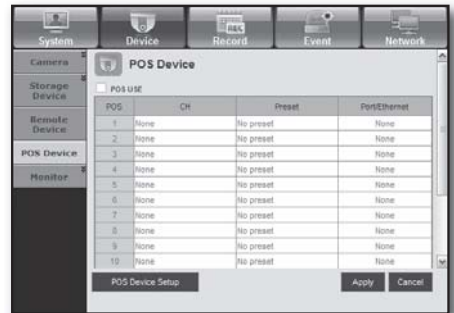 System Device Record Event Network
REC
Camera
Storage
Device
Remote
Device
POS Device
Monitor
POS Device
POS USE
POS CH Preset Port/Ethernet
1 None No preset None
2 None No preset None
3 None No preset None
4 None No preset None
5 None No preset None
6 None No preset None
7 None No preset None
8 None No preset None
9 None No preset None
10 None No preset None
POS Device Setup Apply Cancel